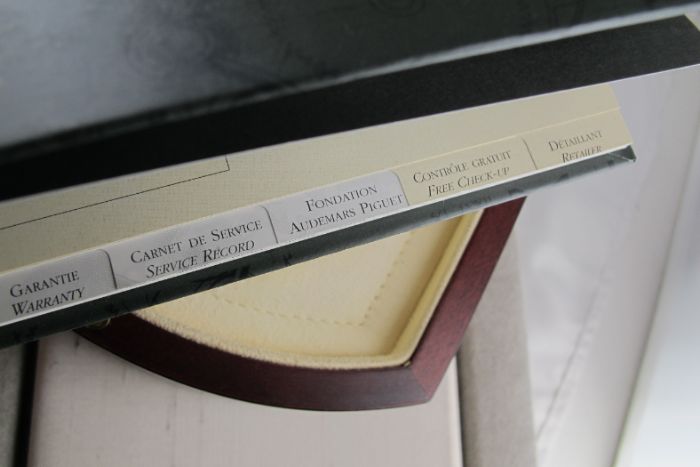 GARANTIE
WARRANTY
CARNET DE SERVICE
SERVICE RECORD
FONDATION
AUDEMARS PIGUET
CONTRÔLE GRATUIT
FREE CHECK-UP
DÉTAILLANT
RETAILER